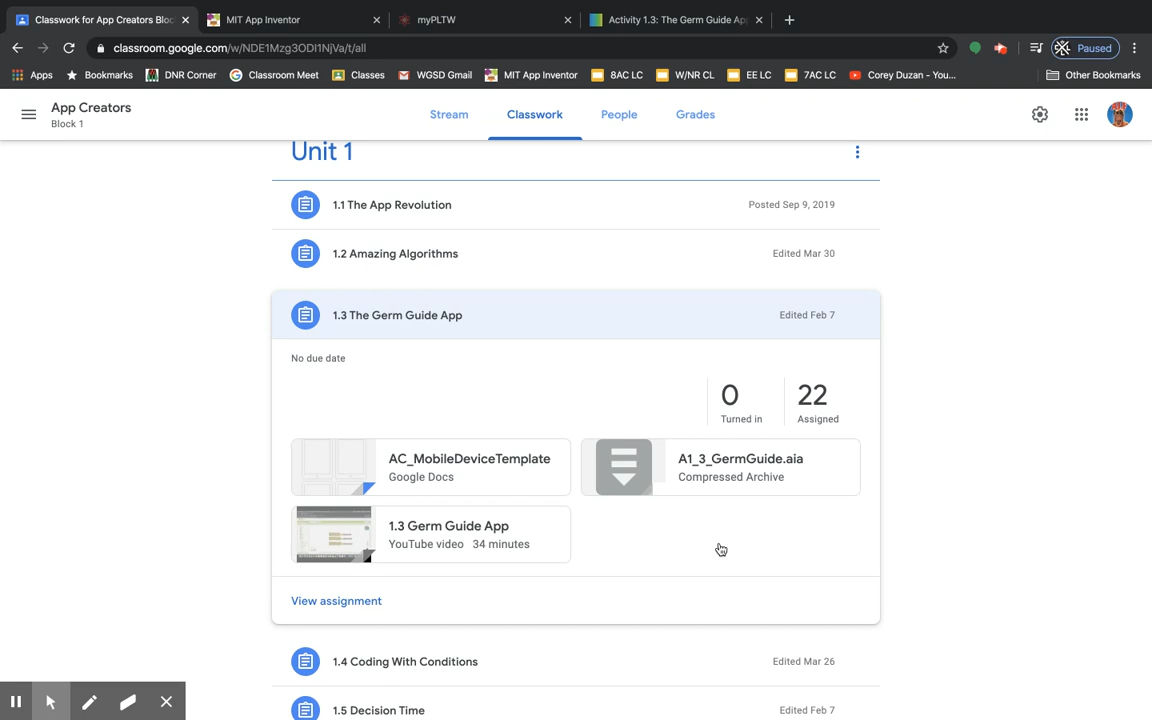 Classwork for App Creators Bloc
MIT App Inventor
myPLTW
Activity 1.3: The Germ Guide Ap
classroom.google.com/w/NDE1Mzg3ODI1NjVa/t/all
Paused
Apps
Bookmarks
DNR Corner
Classroom Meet
Classes
WGSD Gmail
MIT App Inventor
8AC LC
W/NR CL
EE LC
7AC LC
Corey Duzan - You...
Other Bookmarks
App Creators
Block 1
Stream
Classwork
People
Grades
Unit 1
1.1 The App Revolution
Posted Sep 9, 2019
1.2 Amazing Algorithms
Edited Mar 30
1.3 The Germ Guide App
Edited Feb 7
No due date
0
Turned in
22
Assigned
AC_MobileDeviceTemplate
Google Docs
A1_3_GermGuide.aia
Compressed Archive
1.3 Germ Guide App
YouTube video 34 minutes
View assignment
1.4 Coding With Conditions
Edited Mar 26
1.5 Decision Time
Edited Feb 7